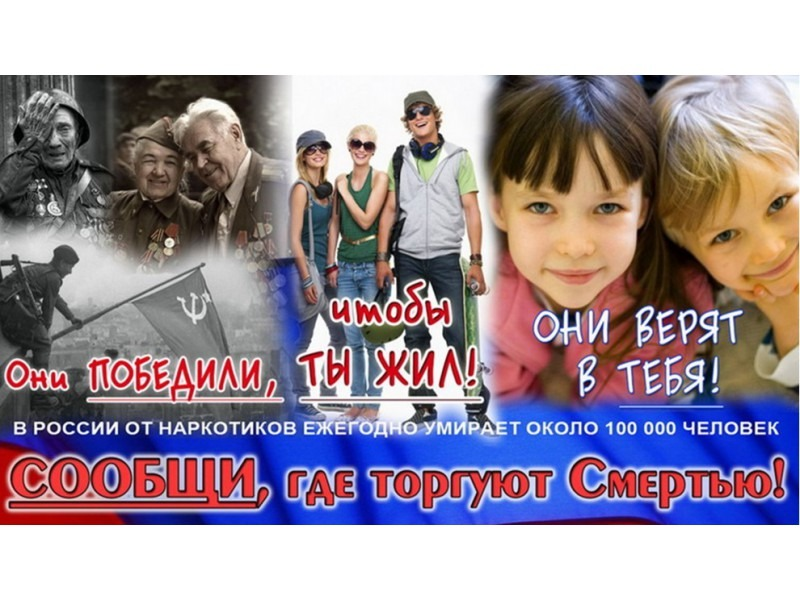 Они ПОБЕДИЛИ,
чтобы
ТЫ ЖИЛ!
ОНИ ВЕРЯТ
В ТЕБЯ!
В РОССИИ ОТ НАРКОТИКОВ ЕЖЕГОДНО УМИРАЕТ ОКОЛО 100 000 ЧЕЛОВЕК
СООБЩИ, где торгуют Смертью!